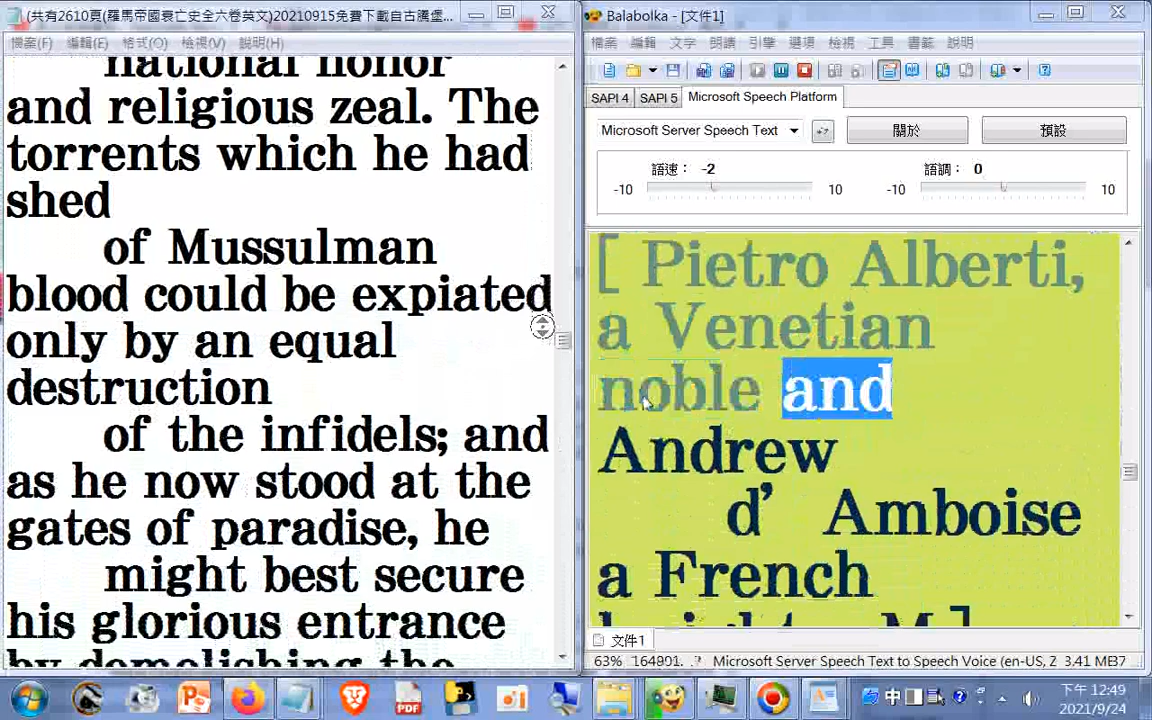 (共有2610頁(羅馬帝國衰亡史全六卷英文)20210915免費下載自古騰堡...
檔案(F) 編輯(E) 格式(O) 檢視(V) 說明(H)
national honor
and religious zeal. The
torrents which he had
shed
of Mussulman
blood could be expiated
only by an equal
destruction
of the infidels; and
as he now stood at the
gates of paradise, he
might best secure
his glorious entrance
by demolishing the
Balabolka - [文件1]
檔案 編輯 文字 朗讀 引擎 選項 檢視 工具 書籤 說明
SAPI 4 SAPI 5 Microsoft Speech Platform
Microsoft Server Speech Text 關於 預設
語速: -2 語調: 0
-10 10 -10 10
[ Pietro Alberti,
a Venetian
noble and
Andrew
d’ Amboise
a French
knight. M.]
文件1
63% 164901. ? Microsoft Server Speech Text to Speech Voice (en-US, 2 3.41 MB7
中
下午 12:49
2021/9/24